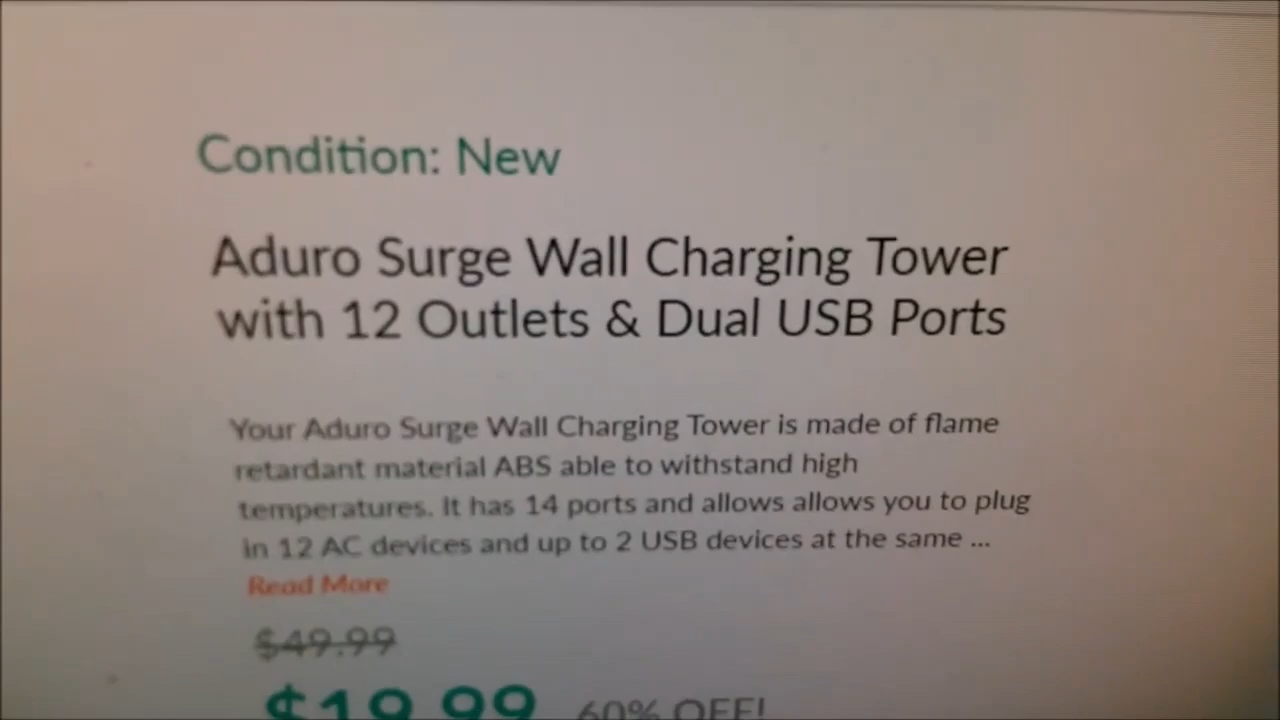 Condition: New
Aduro Surge Wall Charging Tower
with 12 Outlets & Dual USB Ports
Your Aduro Surge Wall Charging Tower is made of flame
retardant material ABS able to withstand high
temperatures. It has 14 ports and allows allows you to plug
in 12 AC devices and up to 2 USB devices at the same ...
Read More
$49.99
$19.99 60% OFF!